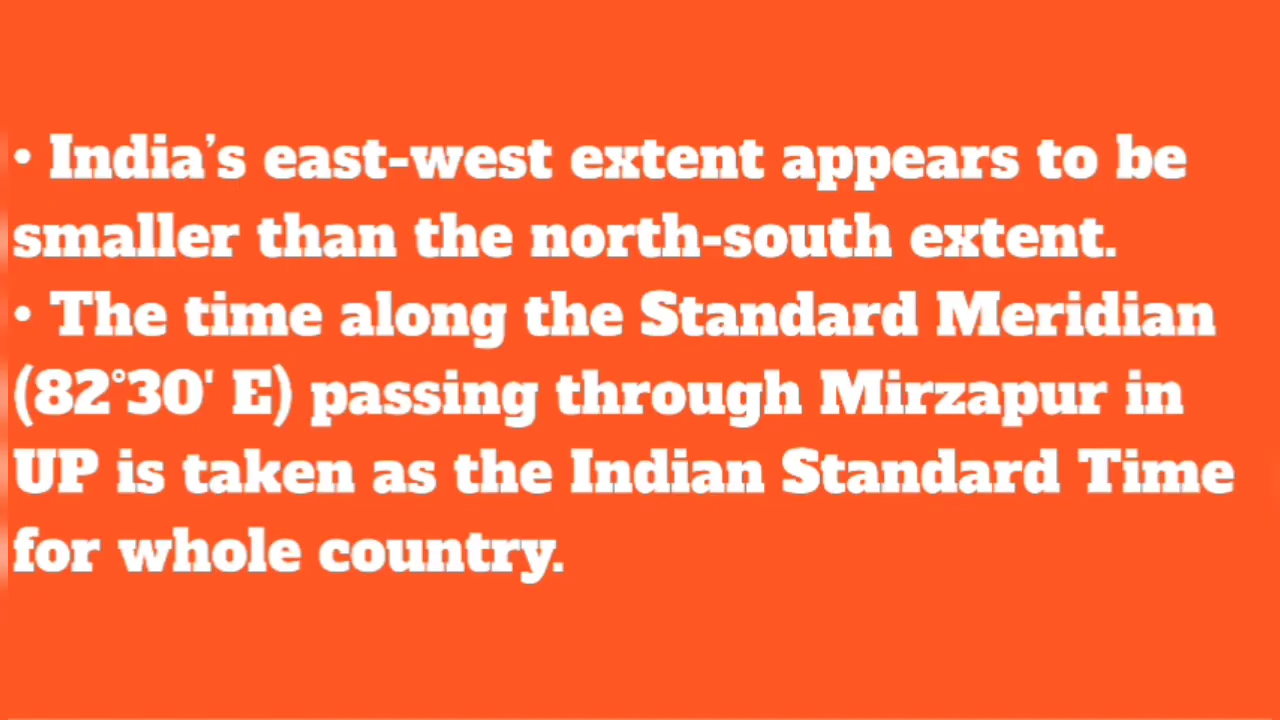 • India’s east-west extent appears to be
smaller than the north-south extent.
• The time along the Standard Meridian
(82°30' E) passing through Mirzapur in
UP is taken as the Indian Standard Time
for whole country.